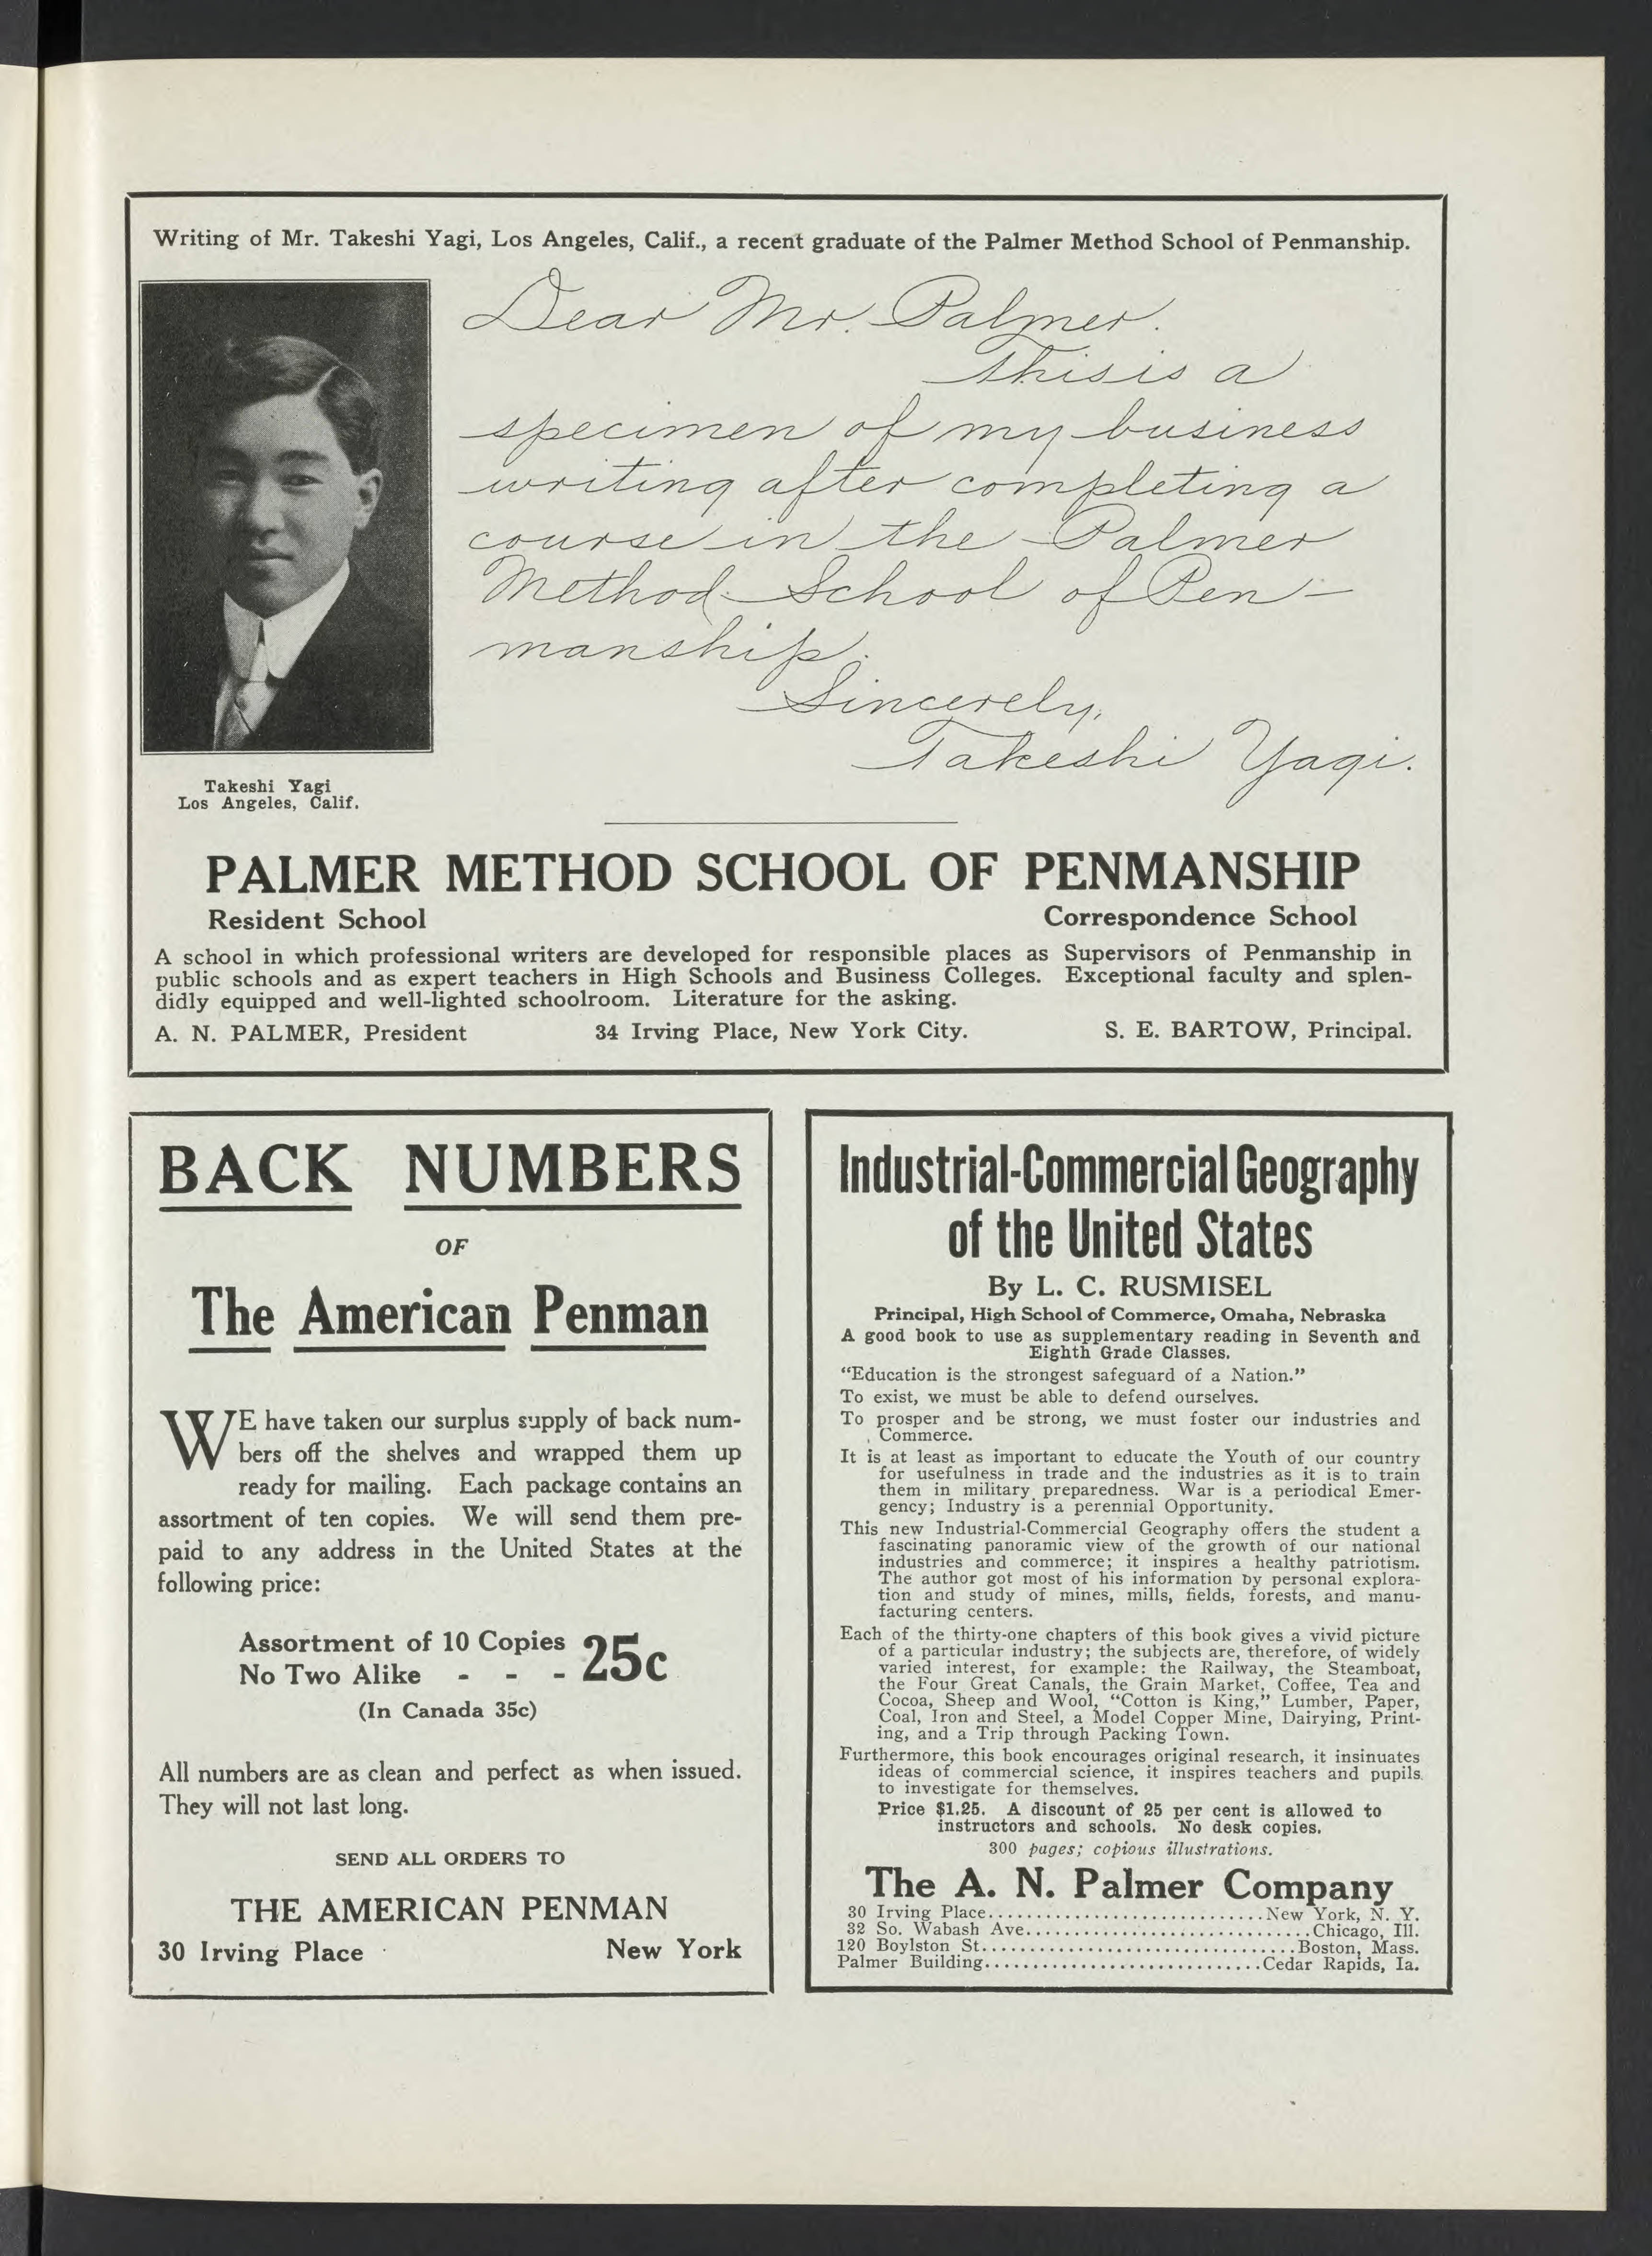 Writing of Mr. Takeshi Yagi, Los Angeles, Calif., a recent graduate of the Palmer Method School of Penmanship.
Dear Mr. Palmer.
This is a
specimen of my business
writing after completing a
course in the Palmer
Method School of Pen-
manship.
Sincerely,
Takeshi Yagi.
Takeshi Yagi
Los Angeles, Calif.
PALMER METHOD SCHOOL OF PENMANSHIP
Resident School Correspondence School
A school in which professional writers are developed for responsible places as Supervisors of Penmanship in
public schools and as expert teachers in High Schools and Business Colleges. Exceptional faculty and splen-
didly equipped and well-lighted schoolroom. Literature for the asking.
A. N. PALMER, President 34 Irving Place, New York City. S. E. BARTOW, Principal.
BACK NUMBERS
OF
The American Penman
WE have taken our surplus supply of back num-
bers off the shelves and wrapped them up
ready for mailing. Each package contains an
assortment of ten copies. We will send them pre-
paid to any address in the United States at the
following price:
Assortment of 10 Copies
No Two Alike - - - 25c
(In Canada 35c)
All numbers are as clean and perfect as when issued.
They will not last long.
SEND ALL ORDERS TO
THE AMERICAN PENMAN
30 Irving Place New York
Industrial-Commercial Geography
of the United States
By L. C. RUSMISEL
Principal, High School of Commerce, Omaha, Nebraska
A good book to use as supplementary reading in Seventh and
Eighth Grade Classes.
“Education is the strongest safeguard of a Nation.”
To exist, we must be able to defend ourselves.
To prosper and be strong, we must foster our industries and
Commerce.
It is at least as important to educate the Youth of our country
for usefulness in trade and the industries as it is to train
them in military preparedness. War is a periodical Emer-
gency; Industry is a perennial Opportunity.
This new Industrial-Commercial Geography offers the student a
fascinating panoramic view of the growth of our national
industries and commerce; it inspires a healthy patriotism.
The author got most of his information by personal explora-
tion and study of mines, mills, fields, forests, and manu-
facturing centers.
Each of the thirty-one chapters of this book gives a vivid picture
of a particular industry; the subjects are, therefore, of widely
varied interest, for example: the Railway, the Steamboat,
the Four Great Canals, the Grain Market, Coffee, Tea and
Cocoa, Sheep and Wool, “Cotton is King,” Lumber, Paper,
Coal, Iron and Steel, a Model Copper Mine, Dairying, Print-
ing, and a Trip through Packing Town.
Furthermore, this book encourages original research, it insinuates
ideas of commercial science, it inspires teachers and pupils
to investigate for themselves.
Price $1.25. A discount of 25 per cent is allowed to
instructors and schools. No desk copies.
300 pages; copious illustrations.
The A. N. Palmer Company
30 Irving Place............................New York, N. Y.
32 So. Wabash Ave............................Chicago, Ill.
120 Boylston St................................Boston, Mass.
Palmer Building............................Cedar Rapids, Ia.